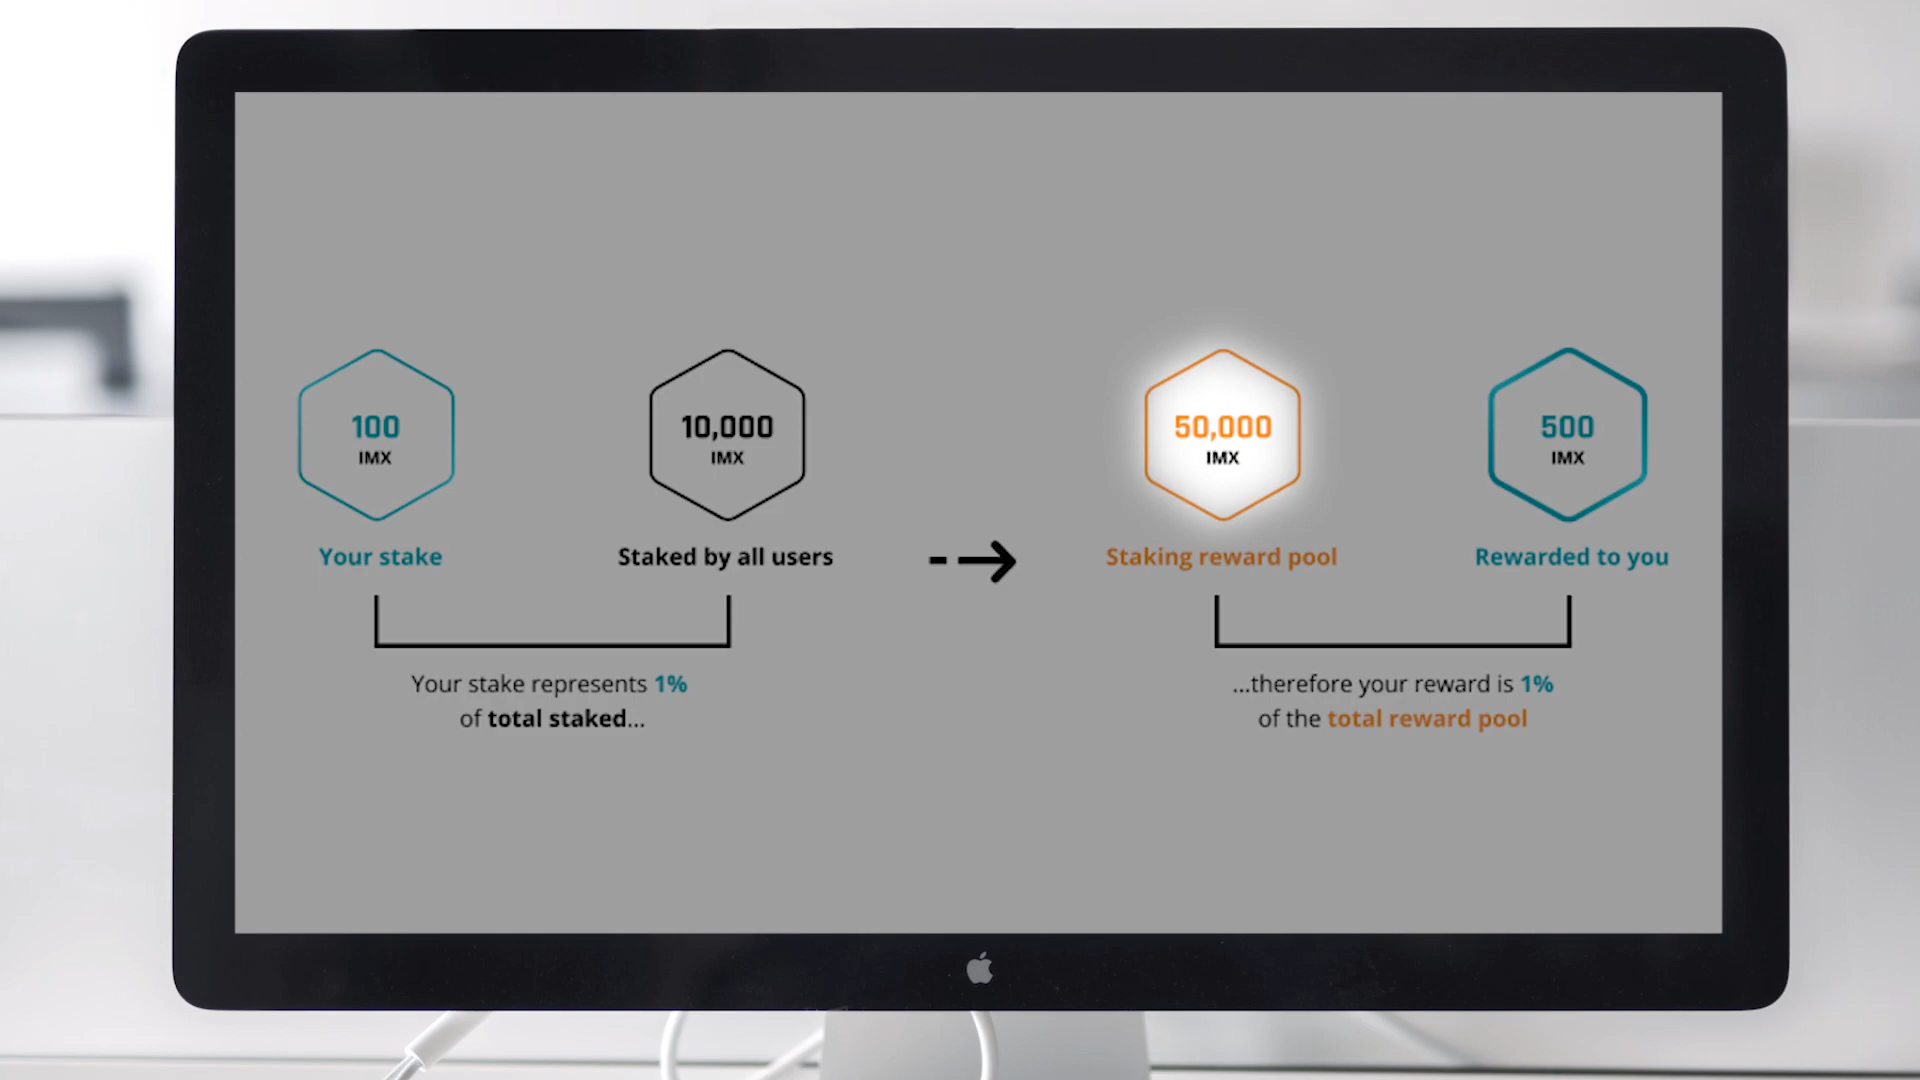 100
IMX
Your stake
10,000
IMX
Staked by all users
Your stake represents 1%
of total staked...
50,000
IMX
Staking reward pool
500
IMX
Rewarded to you
...therefore your reward is 1%
of the total reward pool